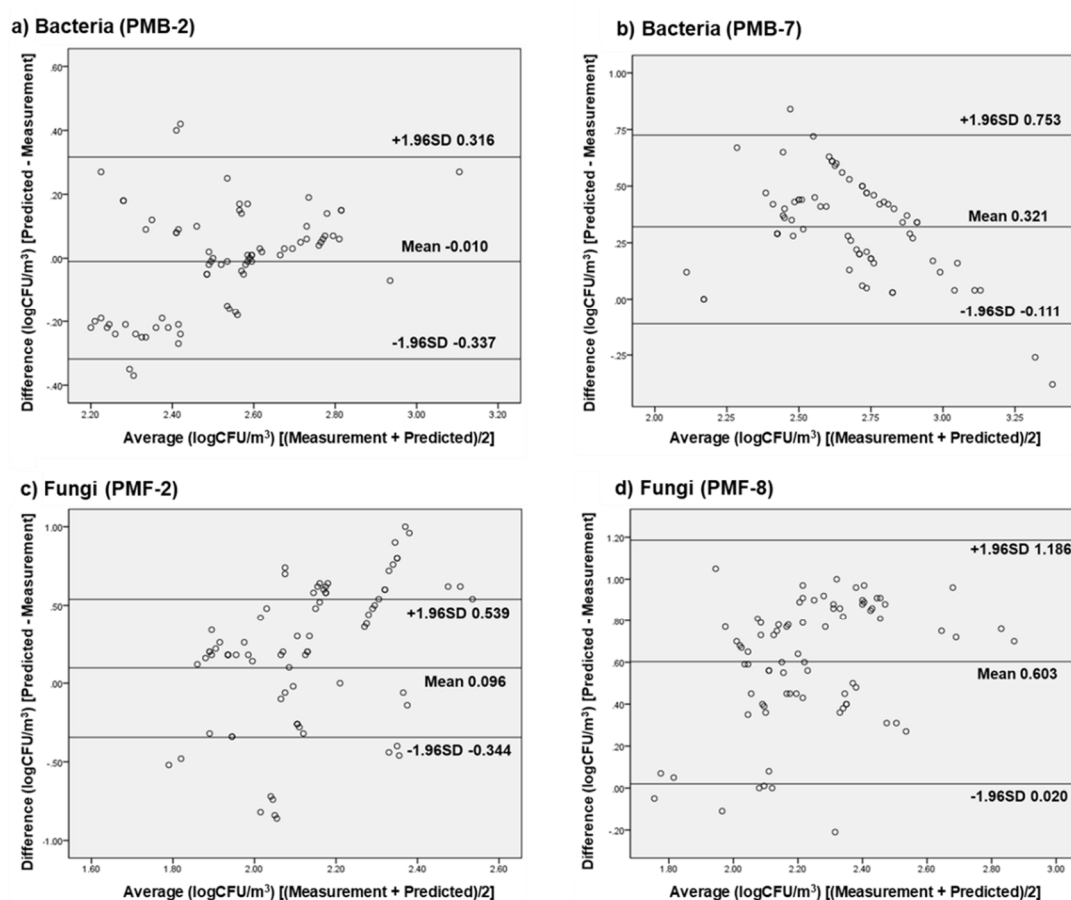 a) Bacteria (PMB-2)
Difference (logCFU/m³) [Predicted - Measurement]
.60
.40
.20
.00
-.20
-.40
+1.96SD 0.316
Mean -0.010
-1.96SD -0.337
2.20 2.40 2.60 2.80 3.00 3.20
Average (logCFU/m³) [(Measurement + Predicted)/2]
b) Bacteria (PMB-7)
Difference (logCFU/m³) [Predicted - Measurement]
1.00
.75
.50
.25
.00
-.25
+1.96SD 0.753
Mean 0.321
-1.96SD -0.111
2.00 2.25 2.50 2.75 3.00 3.25
Average (logCFU/m³) [(Measurement + Predicted)/2]
c) Fungi (PMF-2)
Difference (logCFU/m³) [Predicted - Measurement]
1.00
.50
.00
-.50
-1.00
+1.96SD 0.539
Mean 0.096
-1.96SD -0.344
1.60 1.80 2.00 2.20 2.40 2.60
Average (logCFU/m³) [(Measurement + Predicted)/2]
d) Fungi (PMF-8)
Difference (logCFU/m³) [Predicted - Measurement]
1.20
1.00
.80
.60
.40
.20
.00
-.20
+1.96SD 1.186
Mean 0.603
-1.96SD 0.020
1.80 2.00 2.20 2.40 2.60 2.80 3.00
Average (logCFU/m³) [(Measurement + Predicted)/2]